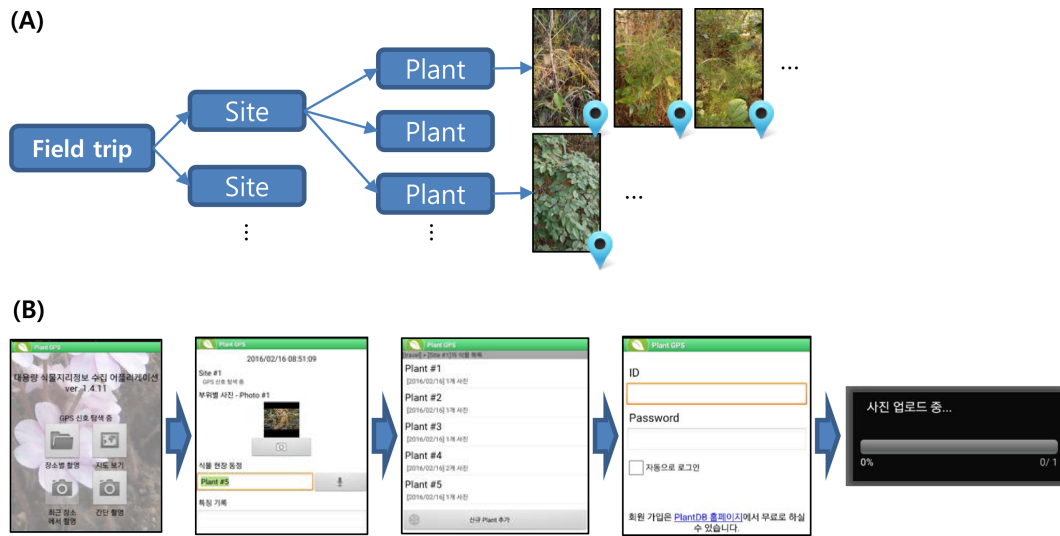 (A)
Field trip
Site
Site
⋮
Plant
Plant
Plant
⋮
...
...
(B)
Plant GPS
대용량 식물지리정보 수집 어플리케이션
ver. 1.4.11
GPS 신호 탐색 중
장소별 촬영
지도 보기
최근 장소
에서 촬영
간단 촬영
Plant GPS
2016/02/16 08:51:09
Site #1
GPS 신호 탐색 중
부위별 사진 - Photo #1
식물 현장 동정
Plant #5
특징 기록
Plant GPS
[travel] > [Site #1]의 식물 목록
Plant #1
[2016/02/16] 1개 사진
Plant #2
[2016/02/16] 1개 사진
Plant #3
[2016/02/16] 1개 사진
Plant #4
[2016/02/16] 2개 사진
Plant #5
[2016/02/16] 1개 사진
신규 Plant 추가
Plant GPS
ID
Password
자동으로 로그인
회원 가입은 PlantDB 홈페이지에서 무료로 하실
수 있습니다.
사진 업로드 중...
0%
0/ 1